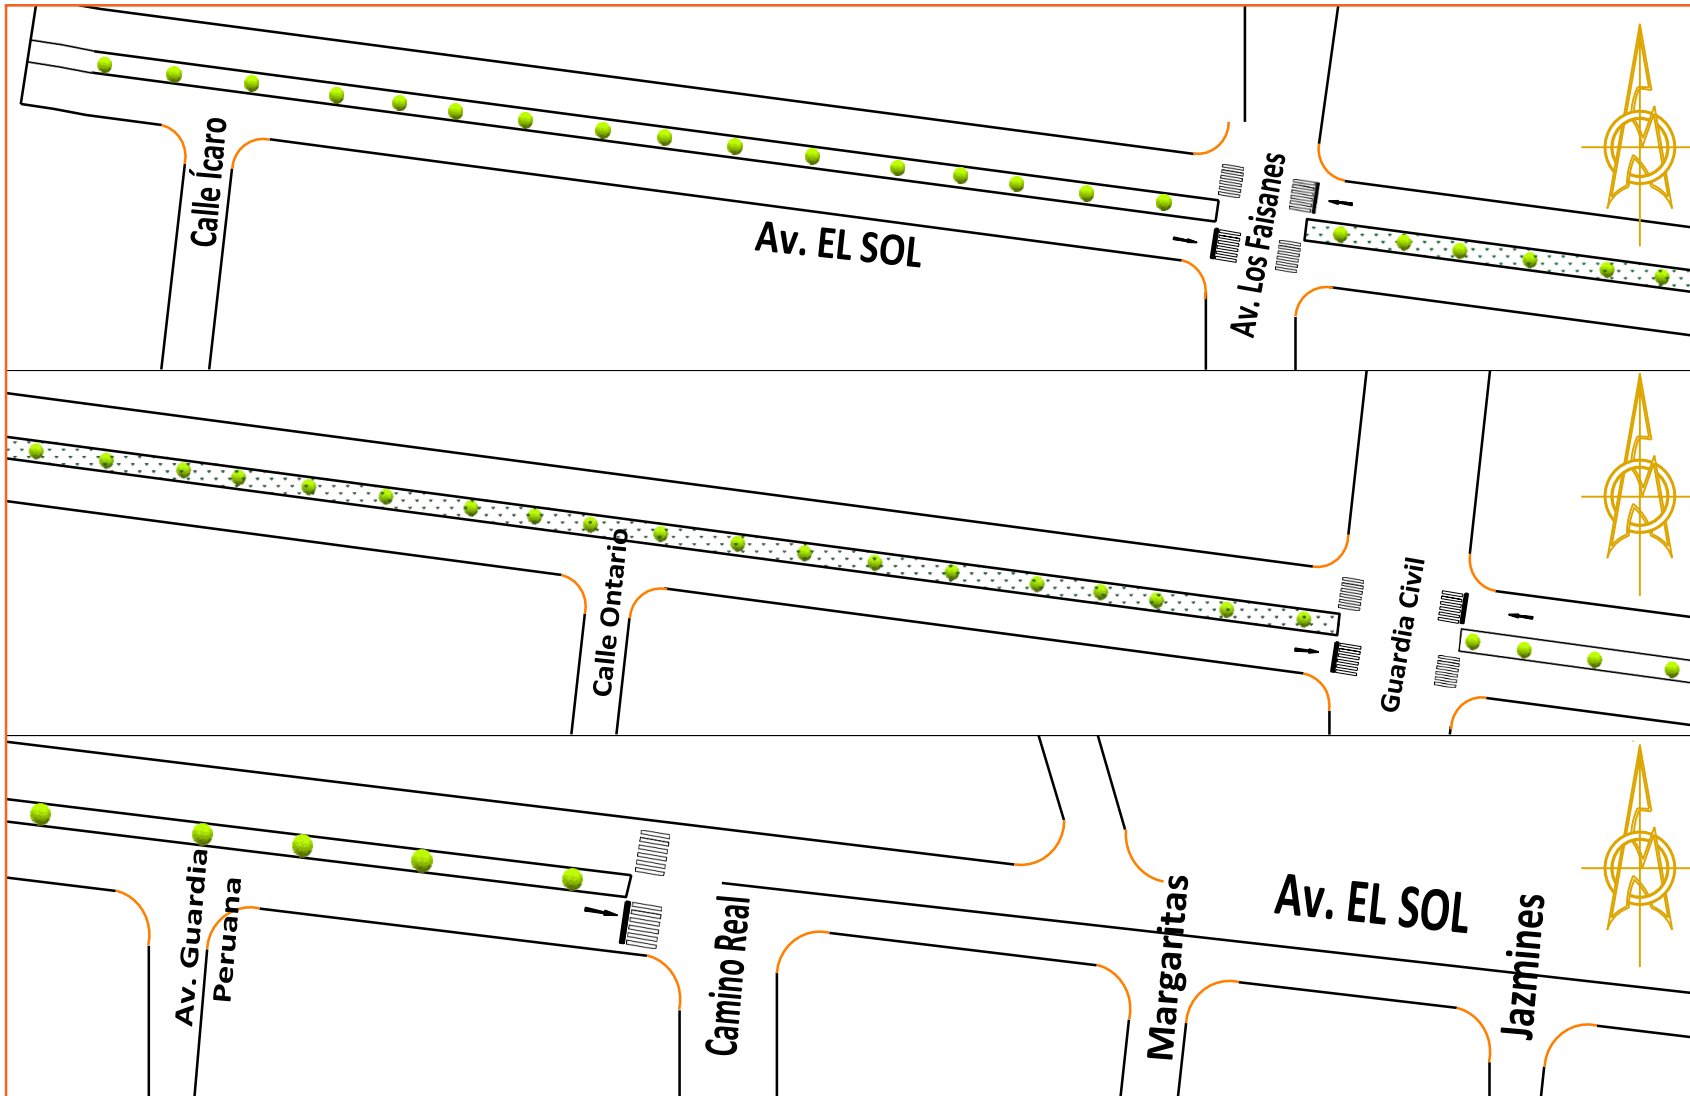 Calle Ícaro
Av. EL SOL
Av. Los Faisanes
Calle Ontario
Guardia Civil
Av. Guardia
Peruana
Camino Real
Margaritas
Av. EL SOL
Jazmines